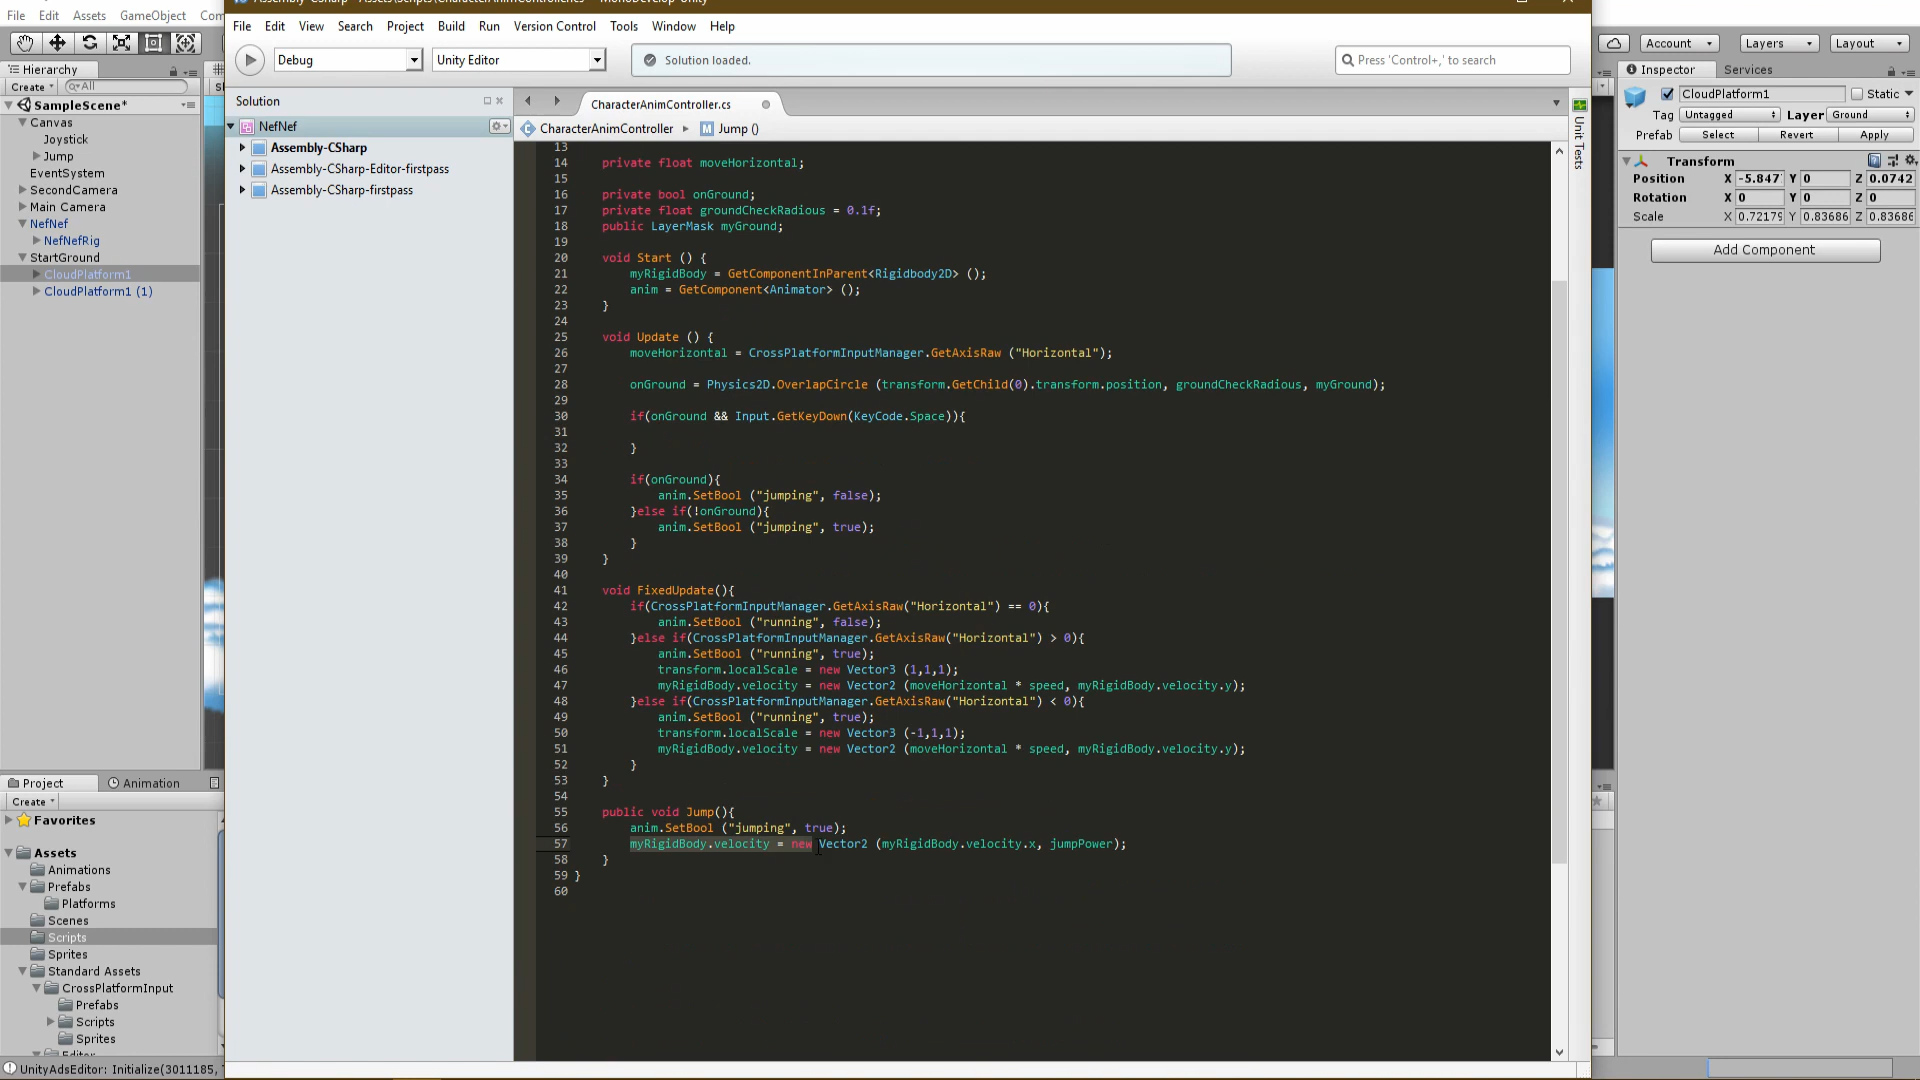 File Edit Assets GameObject
Hierarchy
Create
All
SampleScene*
Canvas
Joystick
Jump
EventSystem
SecondCamera
Main Camera
NefNef
NefNefRig
StartGround
CloudPlatform1
CloudPlatform1 (1)
Project
Animation
Create
Favorites
Assets
Animations
Prefabs
Platforms
Scenes
Scripts
Sprites
Standard Assets
CrossPlatformInput
Prefabs
Scripts
Sprites
UnityAdsEditor: Initialize(3011185,
File Edit View Search Project Build Run Version Control Tools Window Help
Debug
Unity Editor
Solution loaded.
Press 'Control+,' to search
Solution
NefNef
Assembly-CSharp
Assembly-CSharp-Editor-firstpass
Assembly-CSharp-firstpass
CharacterAnimController.cs
CharacterAnimController
M Jump ()
13
14 private float moveHorizontal;
15
16 private bool onGround;
17 private float groundCheckRadious = 0.1f;
18 public LayerMask myGround;
19
20 void Start () {
21 myRigidBody = GetComponentInParent<Rigidbody2D> ();
22 anim = GetComponent<Animator> ();
23 }
24
25 void Update () {
26 moveHorizontal = CrossPlatformInputManager.GetAxisRaw ("Horizontal");
27
28 onGround = Physics2D.OverlapCircle (transform.GetChild(0).transform.position, groundCheckRadious, myGround);
29
30 if(onGround && Input.GetKeyDown(KeyCode.Space)){
31
32 }
33
34 if(onGround){
35 anim.SetBool ("jumping", false);
36 }else if(!onGround){
37 anim.SetBool ("jumping", true);
38 }
39 }
40
41 void FixedUpdate(){
42 if(CrossPlatformInputManager.GetAxisRaw("Horizontal") == 0){
43 anim.SetBool ("running", false);
44 }else if(CrossPlatformInputManager.GetAxisRaw("Horizontal") > 0){
45 anim.SetBool ("running", true);
46 transform.localScale = new Vector3 (1,1,1);
47 myRigidBody.velocity = new Vector2 (moveHorizontal * speed, myRigidBody.velocity.y);
48 }else if(CrossPlatformInputManager.GetAxisRaw("Horizontal") < 0){
49 anim.SetBool ("running", true);
50 transform.localScale = new Vector3 (-1,1,1);
51 myRigidBody.velocity = new Vector2 (moveHorizontal * speed, myRigidBody.velocity.y);
52 }
53 }
54
55 public void Jump(){
56 anim.SetBool ("jumping", true);
57 myRigidBody.velocity = new Vector2 (myRigidBody.velocity.x, jumpPower);
58 }
59 }
60
Unit Tests
Account
Layers
Layout
Inspector
Services
CloudPlatform1
Static
Tag Untagged Layer Ground
Prefab Select Revert Apply
Transform
Position X -5.847 Y 0 Z 0.0742
Rotation X 0 Y 0 Z 0
Scale X 0.72179 Y 0.83686 Z 0.83686
Add Component